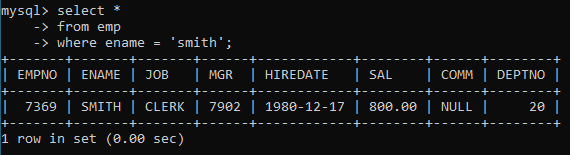 mysql> select *
    -> from emp
    -> where ename = 'smith';
+-------+-------+-------+------+------------+--------+------+--------+
| EMPNO | ENAME | JOB   | MGR  | HIREDATE   | SAL    | COMM | DEPTNO |
+-------+-------+-------+------+------------+--------+------+--------+
|  7369 | SMITH | CLERK | 7902 | 1980-12-17 | 800.00 | NULL |     20 |
+-------+-------+-------+------+------------+--------+------+--------+
1 row in set (0.00 sec)